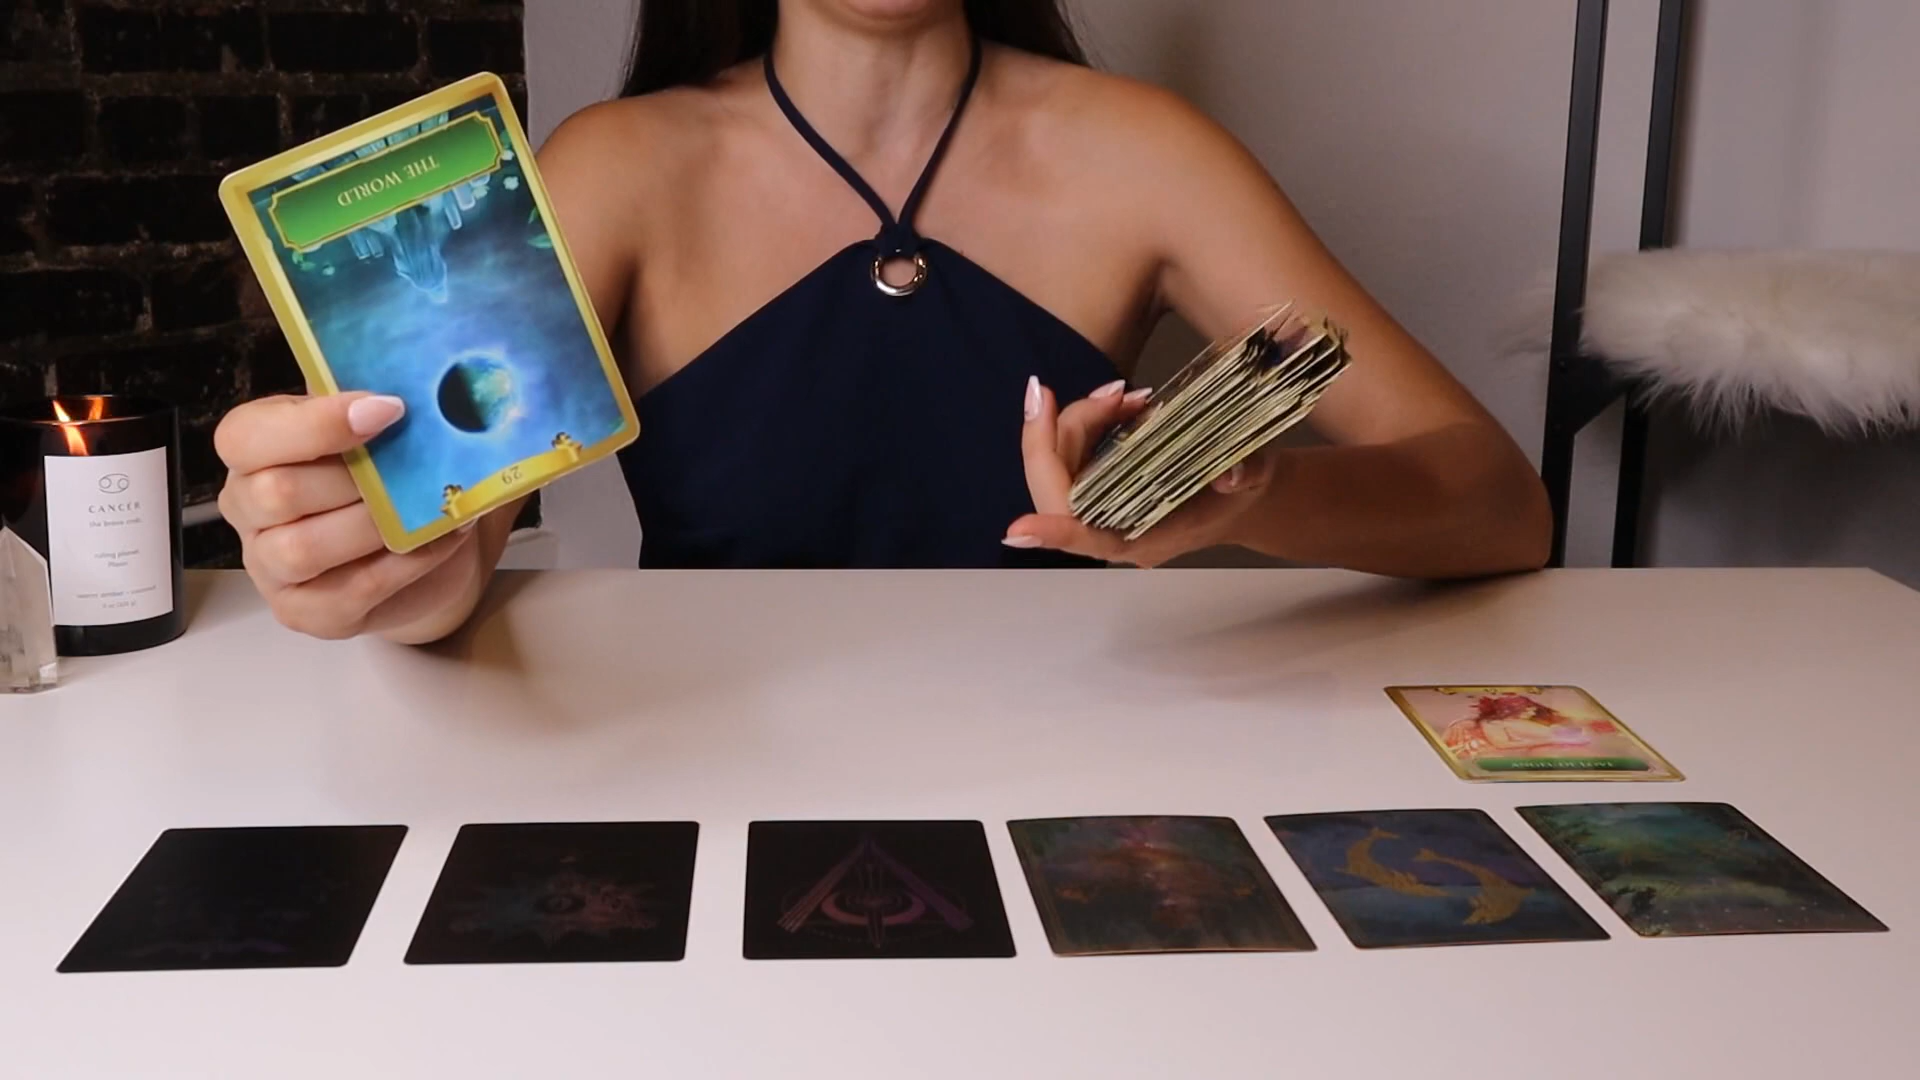 THE WORLD
29
CANCER
the brave crab
ruling planet
Moon
ANGEL OF LOVE